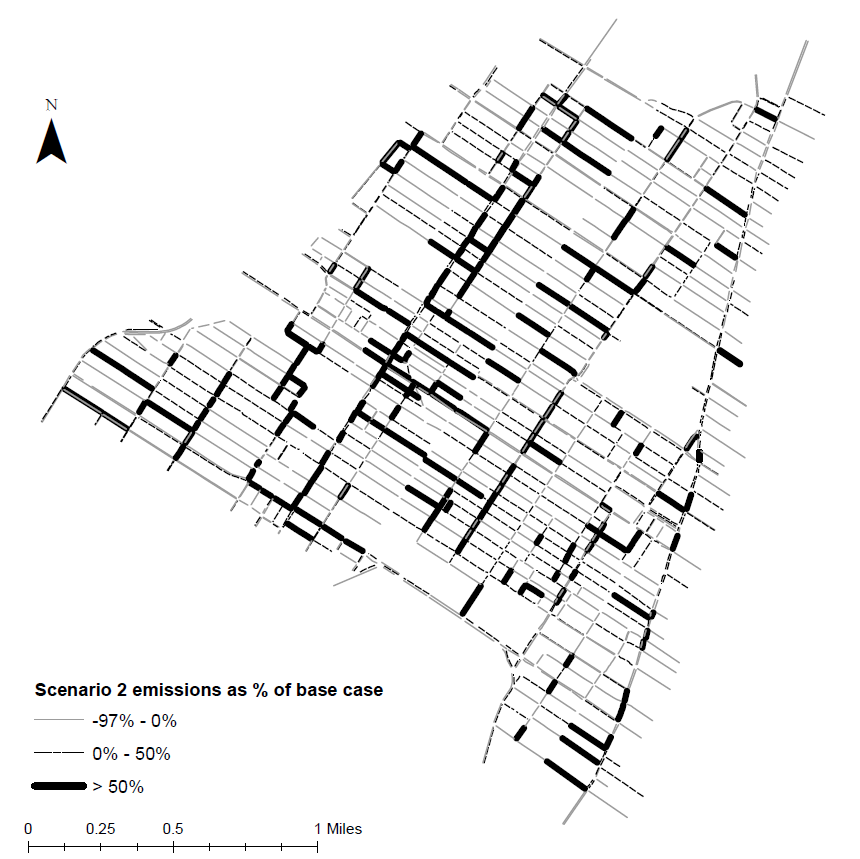 N
Scenario 2 emissions as % of base case
-97% - 0%
0% - 50%
> 50%
0 0.25 0.5 1 Miles